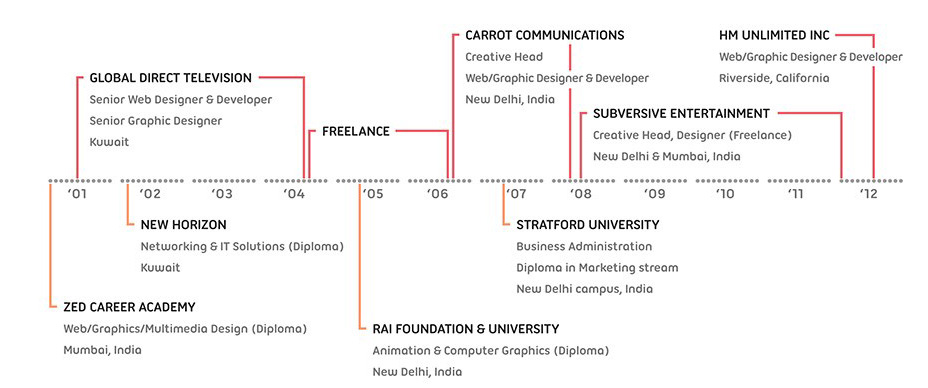 CARROT COMMUNICATIONS
Creative Head
Web/Graphic Designer & Developer
New Delhi, India
HM UNLIMITED INC
Web/Graphic Designer & Developer
Riverside, California
GLOBAL DIRECT TELEVISION
Senior Web Designer & Developer
Senior Graphic Designer
Kuwait
FREELANCE
SUBVERSIVE ENTERTAINMENT
Creative Head, Designer (Freelance)
New Delhi & Mumbai, India
‘01 ‘02 ‘03 ‘04 ‘05 ‘06 ‘07 ‘08 ‘09 ‘10 ‘11 ‘12
NEW HORIZON
Networking & IT Solutions (Diploma)
Kuwait
STRATFORD UNIVERSITY
Business Administration
Diploma in Marketing stream
New Delhi campus, India
ZED CAREER ACADEMY
Web/Graphics/Multimedia Design (Diploma)
Mumbai, India
RAI FOUNDATION & UNIVERSITY
Animation & Computer Graphics (Diploma)
New Delhi, India